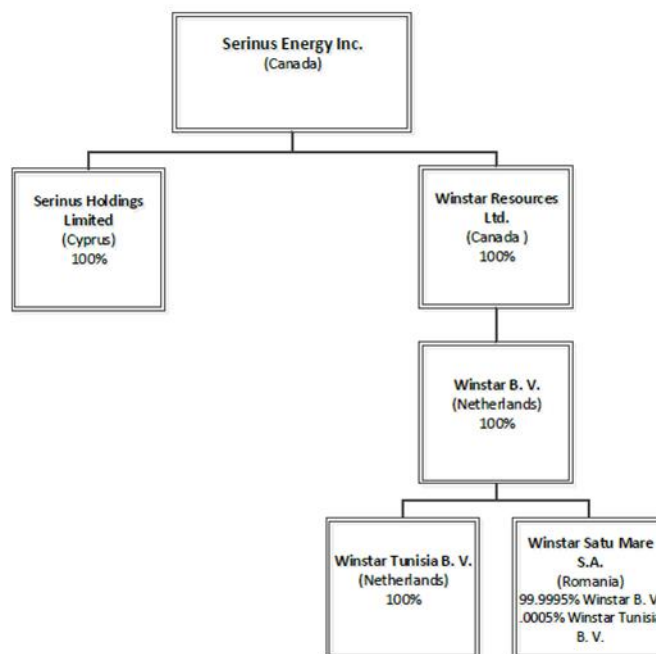 Serinus Energy Inc.
(Canada)
Serinus Holdings
Limited
(Cyprus)
100%
Winstar Resources
Ltd.
(Canada )
100%
Winstar B. V.
(Netherlands)
100%
Winstar Tunisia B. V.
(Netherlands)
100%
Winstar Satu Mare
S.A.
(Romania)
99.9995% Winstar B. V.
.0005% Winstar Tunisia
B. V.